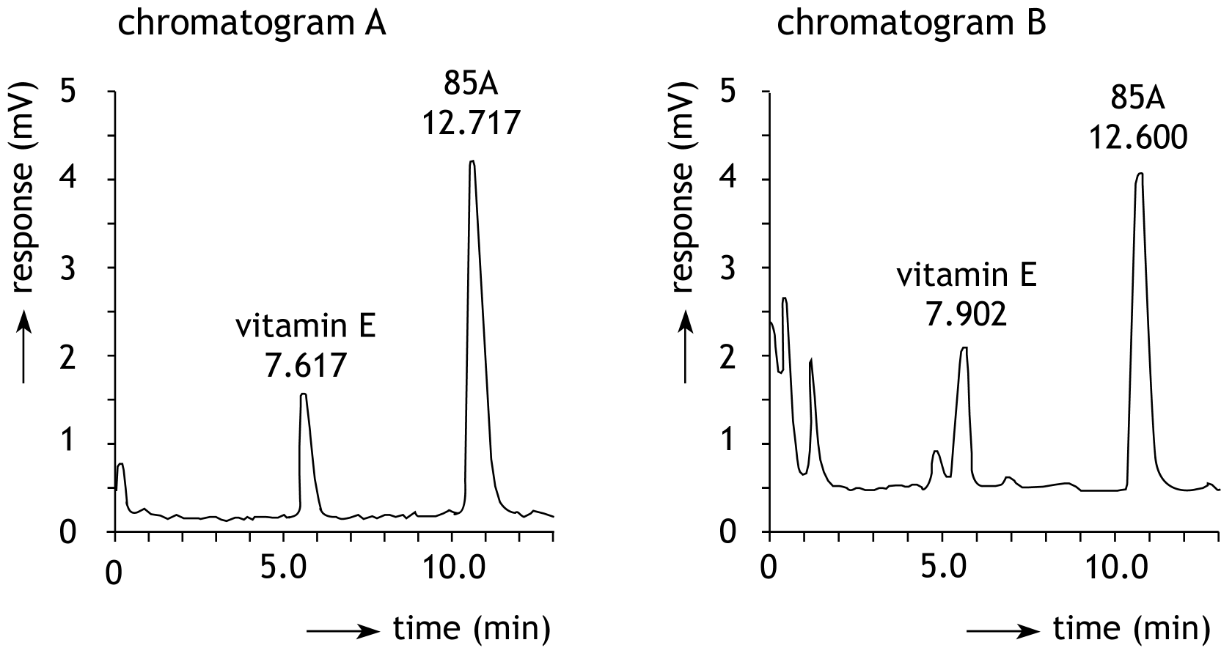 chromatogram A
response (mV)
5
4
3
2
1
0
85A
12.717
vitamin E
7.617
0
5.0
10.0
time (min)
chromatogram B
response (mV)
5
4
3
2
1
0
85A
12.600
vitamin E
7.902
0
5.0
10.0
time (min)